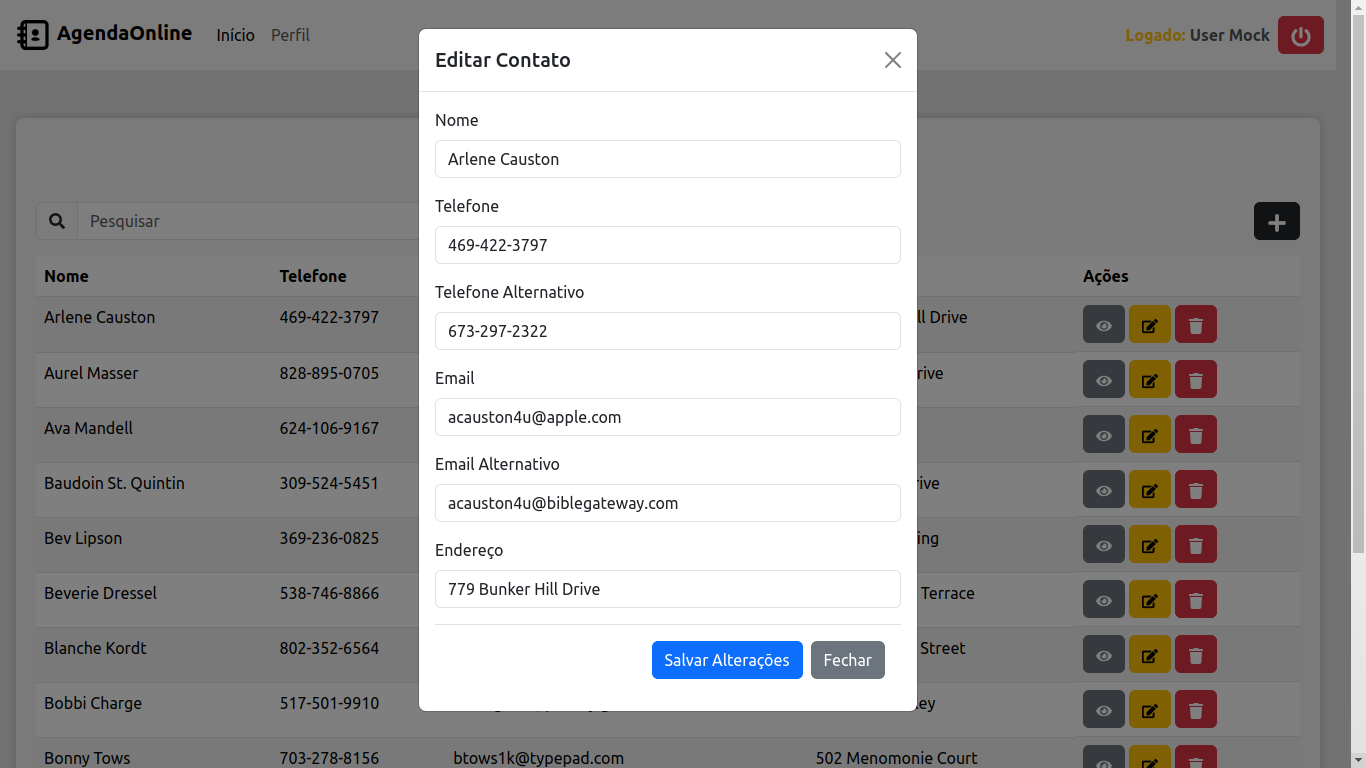 AgendaOnline Início Perfil Logado: User Mock
Editar Contato
Nome
Arlene Causton
Telefone
469-422-3797
Telefone Alternativo
673-297-2322
Email
acauston4u@apple.com
Email Alternativo
acauston4u@biblegateway.com
Endereço
779 Bunker Hill Drive
Salvar Alterações Fechar
Pesquisar
Nome Telefone Ações
Arlene Causton 469-422-3797 Drive
Aurel Masser 828-895-0705
Ava Mandell 624-106-9167
Baudoin St. Quintin 309-524-5451
Bev Lipson 369-236-0825
Beverie Dressel 538-746-8866 Terrace
Blanche Kordt 802-352-6564 Street
Bobbi Charge 517-501-9910
Bonny Tows 703-278-8156 btows1k@typepad.com 502 Menomonie Court